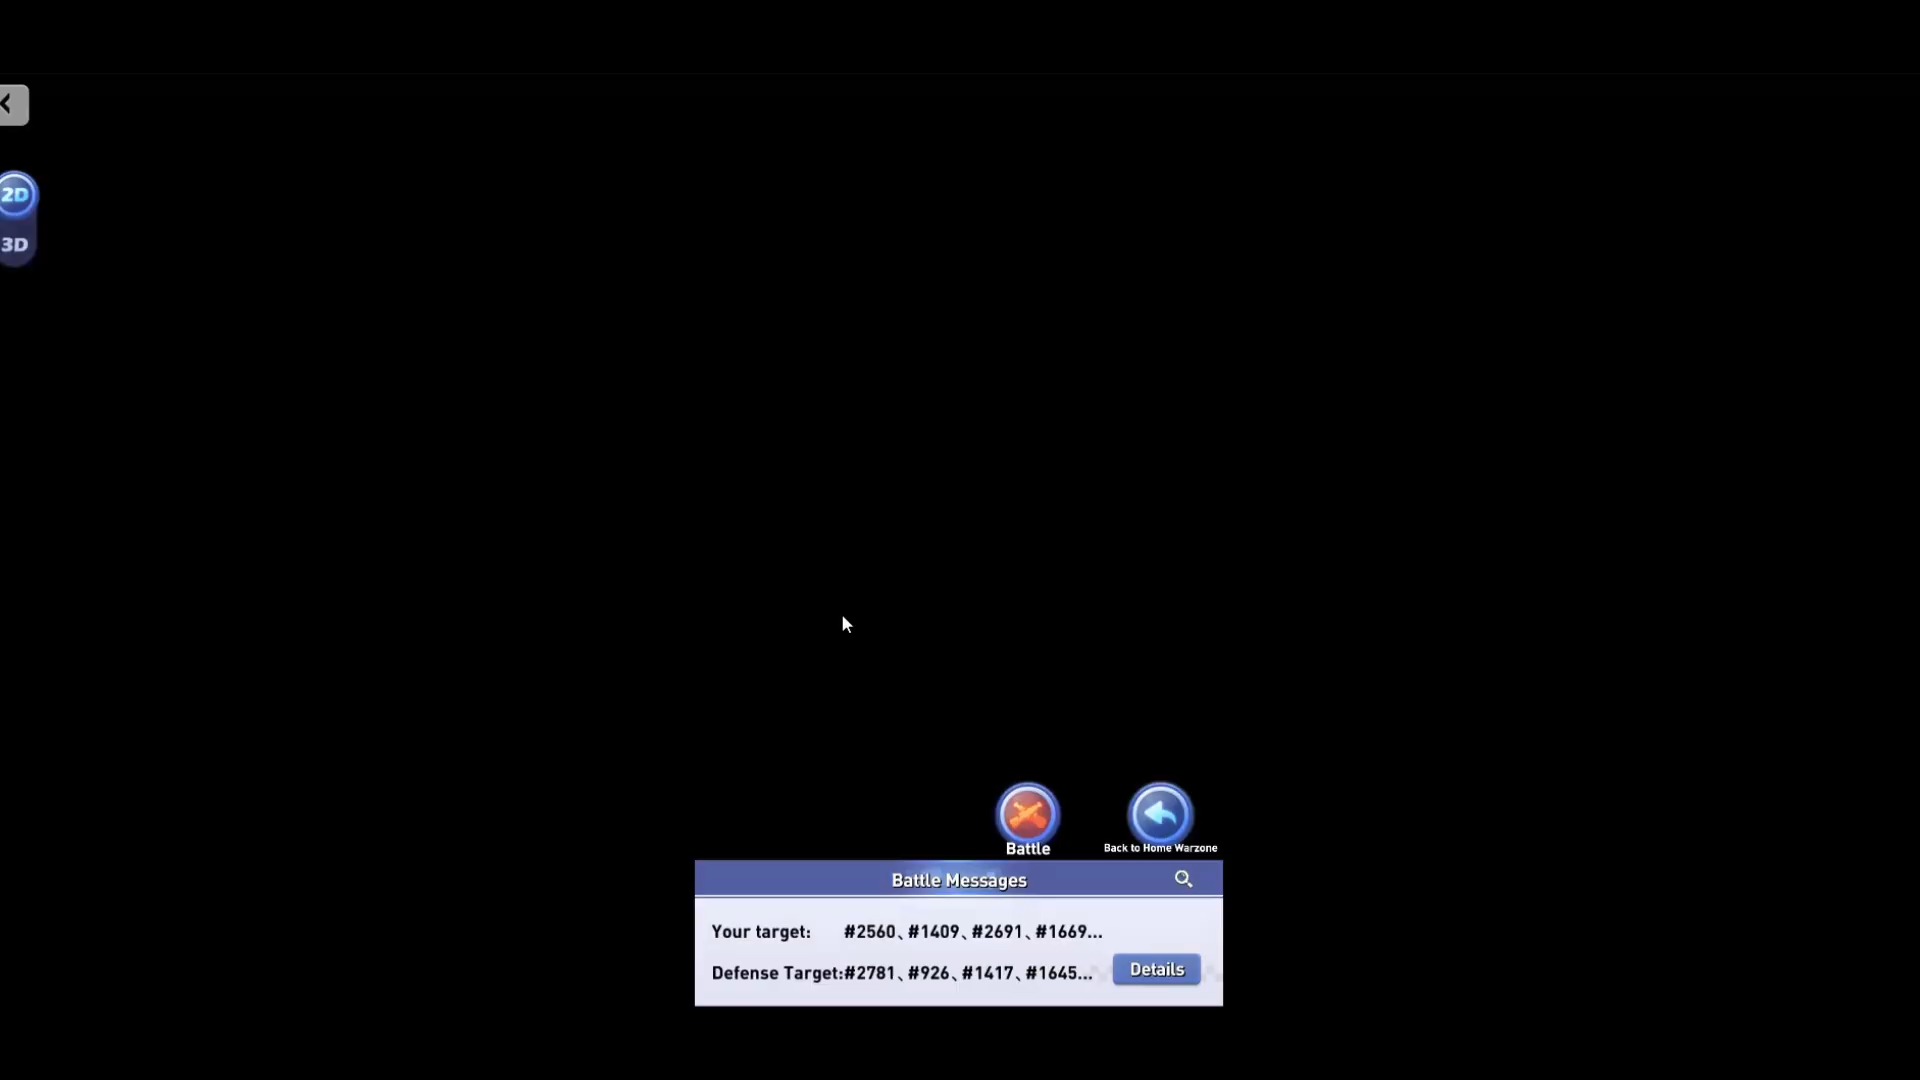 2D
3D
Battle
Back to Home Warzone
Battle Messages
Your target: #2560、#1409、#2691、#1669...
Defense Target:#2781、#926、#1417、#1645...
Details